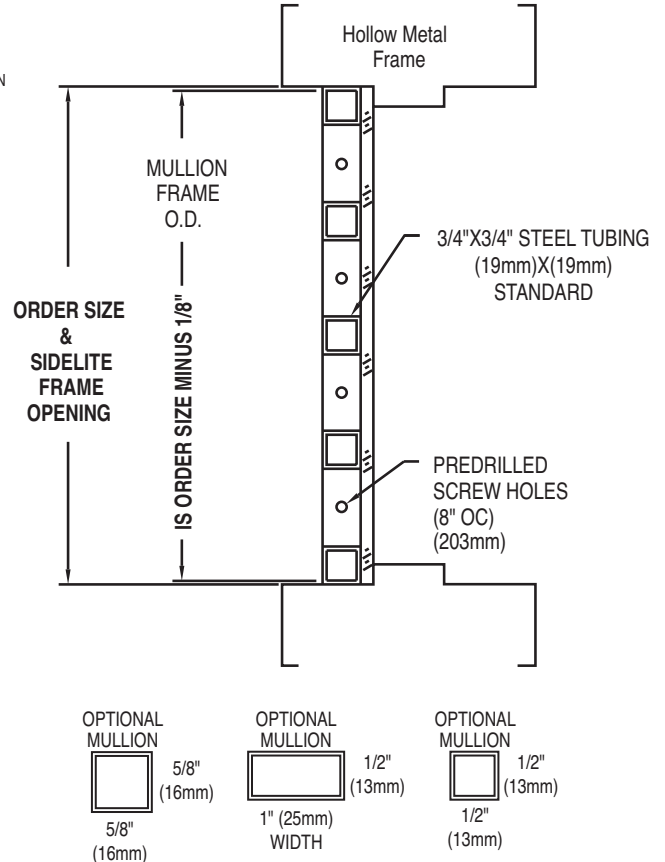 Hollow Metal
Frame
N
MULLION
FRAME
O.D.
IS ORDER SIZE MINUS 1/8"
ORDER SIZE
&
SIDELITE
FRAME
OPENING
3/4"X3/4" STEEL TUBING
(19mm)X(19mm)
STANDARD
PREDRILLED
SCREW HOLES
(8" OC)
(203mm)
OPTIONAL
MULLION
5/8"
(16mm)
5/8"
(16mm)
OPTIONAL
MULLION
1/2"
(13mm)
1" (25mm)
WIDTH
OPTIONAL
MULLION
1/2"
(13mm)
1/2"
(13mm)